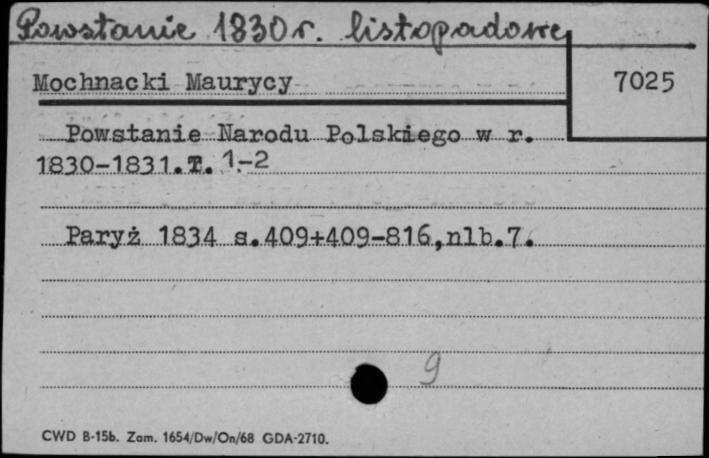 Powstanie 1830 r. listopadowe
Mochnacki Maurycy
7025
Powstanie Narodu Polskiego w r.
1830-1831.T. 1.-2
Paryż 1834 s.409+409-816,nlb.7.
9
CWD B-15b. Zam. 1654/Dw/On/68 GDA-2710.